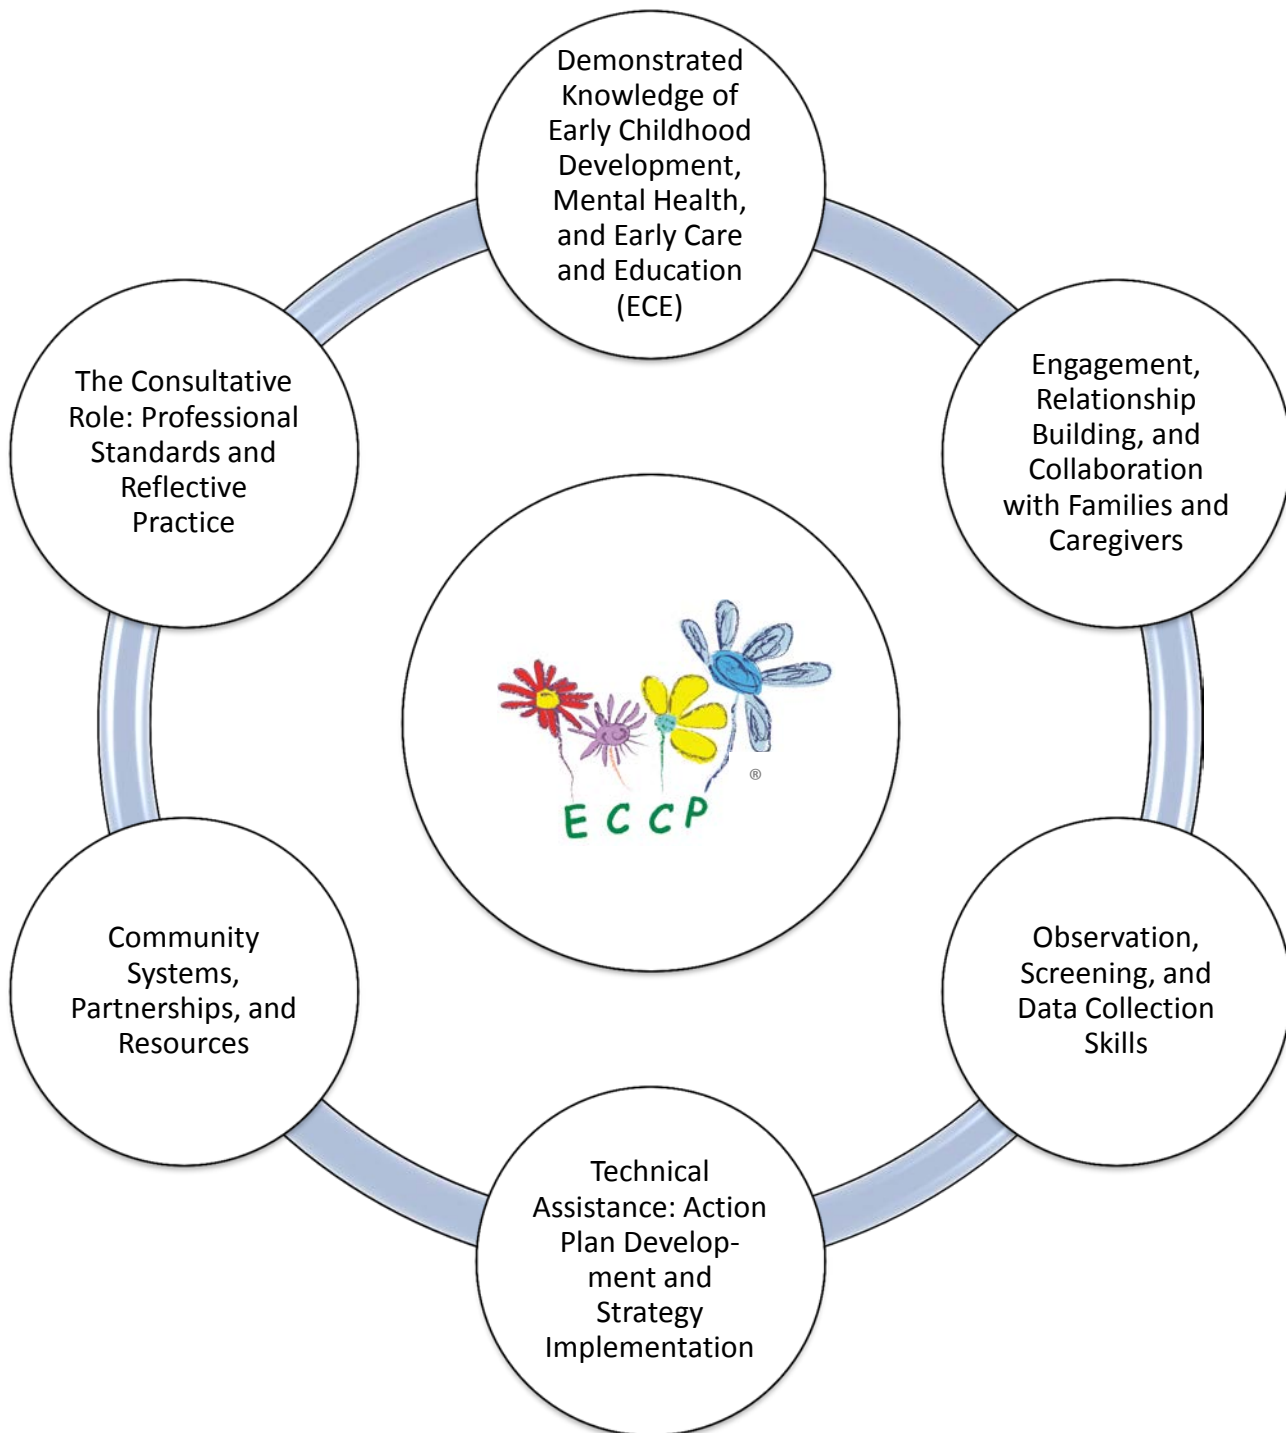 Demonstrated
Knowledge of
Early Childhood
Development,
Mental Health,
and Early Care
and Education
(ECE)
Engagement,
Relationship
Building, and
Collaboration
with Families and
Caregivers
Observation,
Screening, and
Data Collection
Skills
Technical
Assistance: Action
Plan Develop-
ment and
Strategy
Implementation
Community
Systems,
Partnerships, and
Resources
The Consultative
Role: Professional
Standards and
Reflective
Practice
®
ECCP